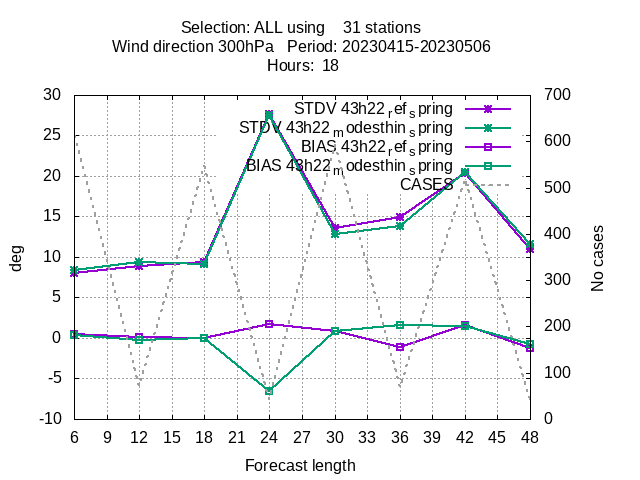 Selection: ALL using    31 stations
Wind direction 300hPa   Period: 20230415-20230506
Hours:  18
30
25
20
15
10
5
0
-5
-10
deg
STDV 43h22_ref_spring
STDV 43h22_modesthin_spring
BIAS 43h22_ref_spring
BIAS 43h22_modesthin_spring
CASES
700
600
500
400
300
200
100
0
No cases
6 9 12 15 18 21 24 27 30 33 36 39 42 45 48
Forecast length